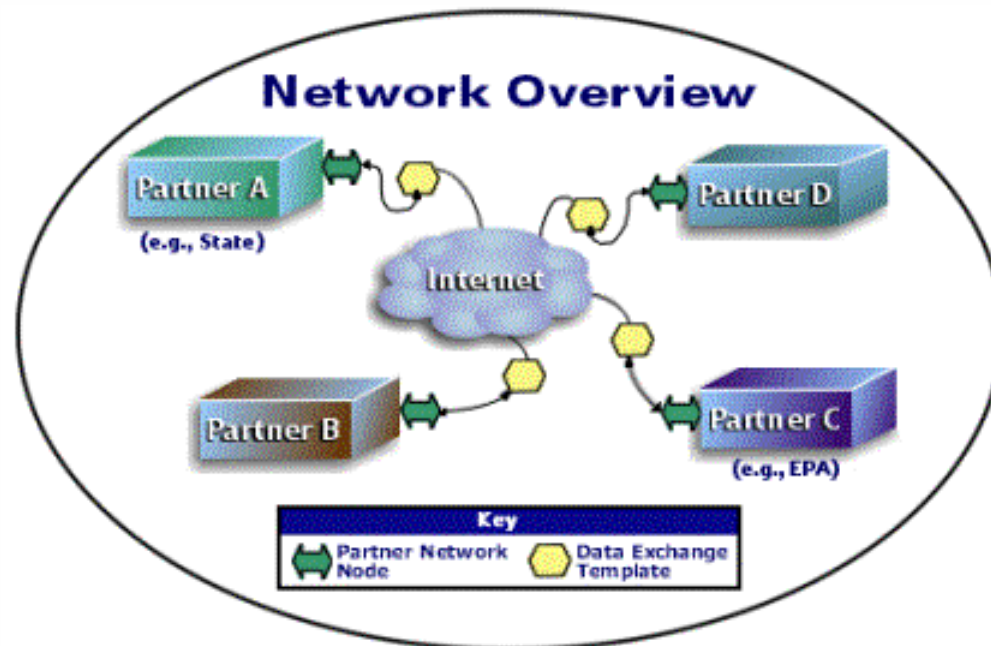 Network Overview
Partner A
(e.g., State)
Partner D
Internet
Partner B
Partner C
(e.g., EPA)
Key
Partner Network
Node
Data Exchange
Template